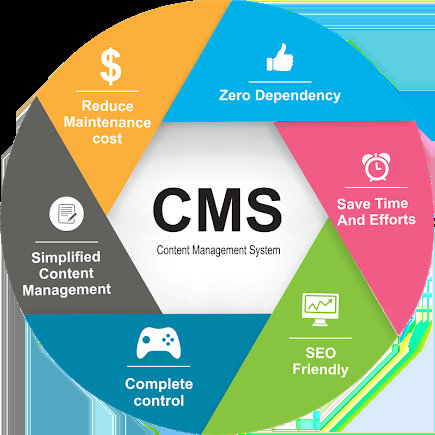 $
Reduce
Maintenance
cost
Zero Dependency
Save Time
And Efforts
CMS
Content Management System
Simplified
Content
Management
SEO
Friendly
Complete
control